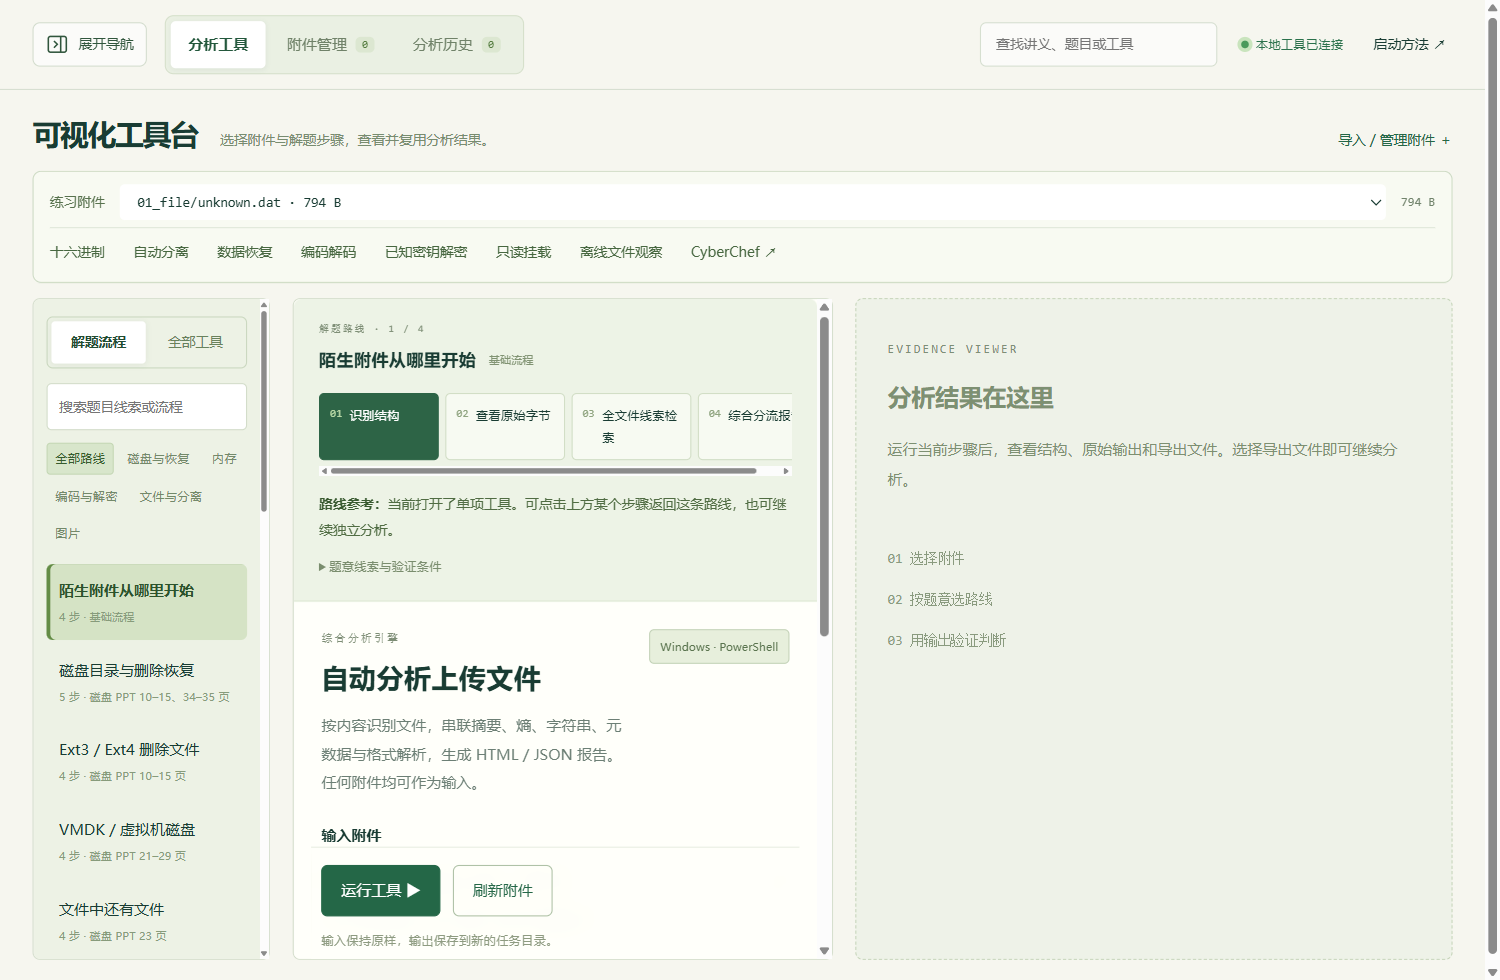 展开导航
分析工具
附件管理 0
分析历史 0
查找讲义、题目或工具
本地工具已连接
启动方法 ↗
可视化工具台
选择附件与解题步骤，查看并复用分析结果。
导入 / 管理附件 +
练习附件
01_file/unknown.dat · 794 B
794 B
十六进制 自动分离 数据恢复 编码解码 已知密钥解密 只读挂载 离线文件观察 CyberChef ↗
解题流程 全部工具
搜索题目线索或流程
全部路线 磁盘与恢复 内存
编码与解密 文件与分离
图片
陌生附件从哪里开始
4 步 · 基础流程
磁盘目录与删除恢复
5 步 · 磁盘 PPT 10–15、34–35 页
Ext3 / Ext4 删除文件
4 步 · 磁盘 PPT 10–15 页
VMDK / 虚拟机磁盘
4 步 · 磁盘 PPT 21–29 页
文件中还有文件
4 步 · 磁盘 PPT 23 页
解题路线 · 1 / 4
陌生附件从哪里开始 基础流程
01 识别结构
02 查看原始字节
03 全文件线索检
索
04 综合分流报
路线参考：当前打开了单项工具。可点击上方某个步骤返回这条路线，也可继
续独立分析。
▶ 题意线索与验证条件
综合分析引擎
Windows · PowerShell
自动分析上传文件
按内容识别文件，串联摘要、熵、字符串、元
数据与格式解析，生成 HTML / JSON 报告。
任何附件均可作为输入。
输入附件
运行工具 ▶
刷新附件
输入保持原样，输出保存到新的任务目录。
EVIDENCE VIEWER
分析结果在这里
运行当前步骤后，查看结构、原始输出和导出文件。选择导出文件即可继续分
析。
01 选择附件
02 按题意选路线
03 用输出验证判断